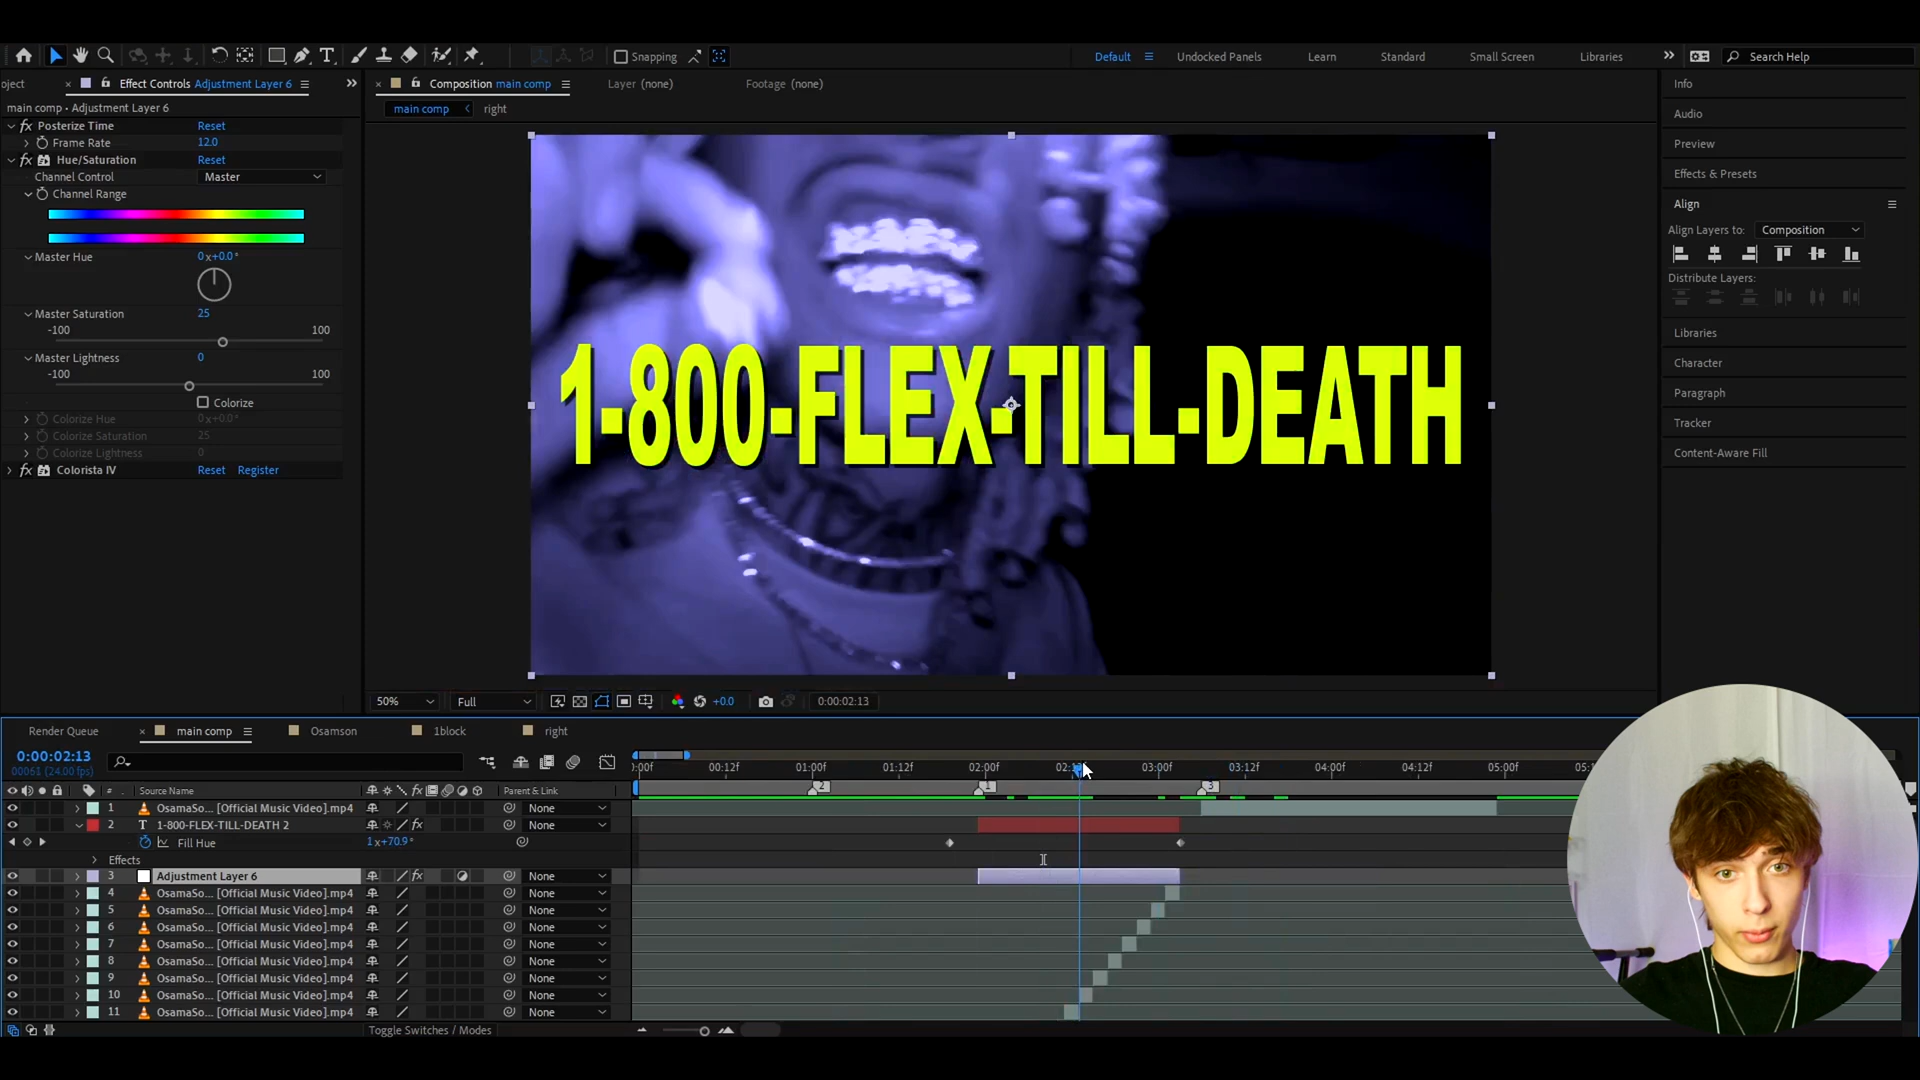 Snapping
Default
Undocked Panels
Learn
Standard
Small Screen
Libraries
Search Help
oject
Effect Controls Adjustment Layer 6
Composition main comp
Layer (none)
Footage (none)
main comp • Adjustment Layer 6
main comp
right
fx Posterize Time Reset
Frame Rate 12.0
fx Hue/Saturation Reset
Channel Control Master
Channel Range
Master Hue 0x+0.0°
Master Saturation 25
-100 100
Master Lightness 0
-100 100
Colorize
Colorize Hue 0x+0.0°
Colorize Saturation 25
Colorize Lightness 0
fx Colorista IV Reset Register
1-800-FLEX-TILL-DEATH
Info
Audio
Preview
Effects & Presets
Align
Align Layers to: Composition
Distribute Layers:
Libraries
Character
Paragraph
Tracker
Content-Aware Fill
50% Full +0.0 0:00:02:13
Render Queue
main comp
Osamson
1block
right
0:00:02:13
00061 (24.00 fps)
:00f 00:12f 01:00f 01:12f 02:00f 02:1 03:00f 03:12f 04:00f 04:12f 05:00f 05:
2 1 3
# Source Name fx Parent & Link
1 OsamaSo... [Official Music Video].mp4 None
2 T 1-800-FLEX-TILL-DEATH 2 fx None
Fill Hue 1x+70.9°
Effects
3 Adjustment Layer 6 fx None
4 OsamaSo... [Official Music Video].mp4 None
5 OsamaSo... [Official Music Video].mp4 None
6 OsamaSo... [Official Music Video].mp4 None
7 OsamaSo... [Official Music Video].mp4 None
8 OsamaSo... [Official Music Video].mp4 None
9 OsamaSo... [Official Music Video].mp4 None
10 OsamaSo... [Official Music Video].mp4 None
11 OsamaSo... [Official Music Video].mp4 None
Toggle Switches / Modes